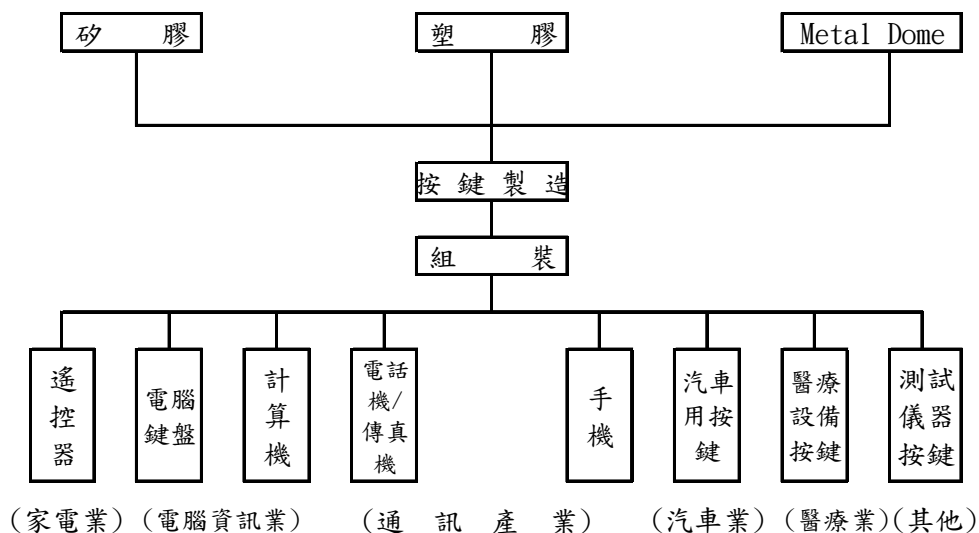 矽 膠
塑 膠
Metal Dome
按 鍵 製 造
組 裝
遙
控
器
電腦
鍵盤
計
算
機
電話
機/
傳真
機
手
機
汽車
用按
鍵
醫療
設備
按鍵
測試
儀器
按鍵
(家電業) (電腦資訊業) (通 訊 產 業) (汽車業) (醫療業) (其他)